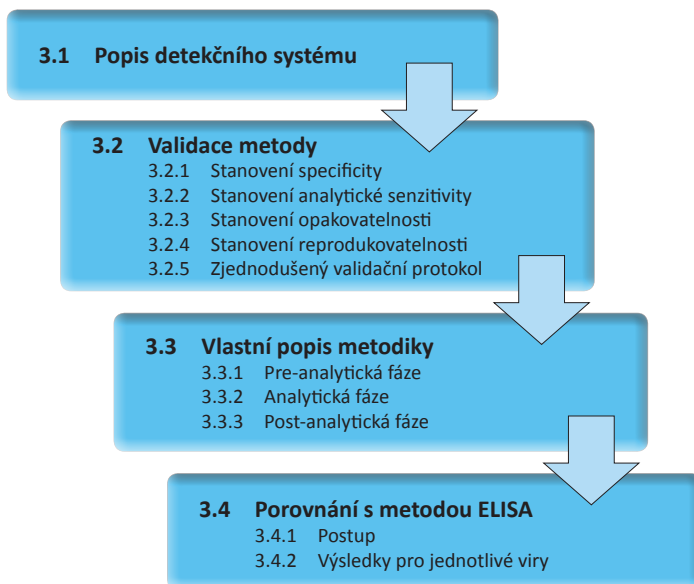 3.1 Popis detekčního systému
3.2 Validace metody
3.2.1 Stanovení specificity
3.2.2 Stanovení analytické senzitivity
3.2.3 Stanovení opakovatelnosti
3.2.4 Stanovení reprodukovatelnosti
3.2.5 Zjednodušený validační protokol
3.3 Vlastní popis metodiky
3.3.1 Pre-analytická fáze
3.3.2 Analytická fáze
3.3.3 Post-analytická fáze
3.4 Porovnání s metodou ELISA
3.4.1 Postup
3.4.2 Výsledky pro jednotlivé viry